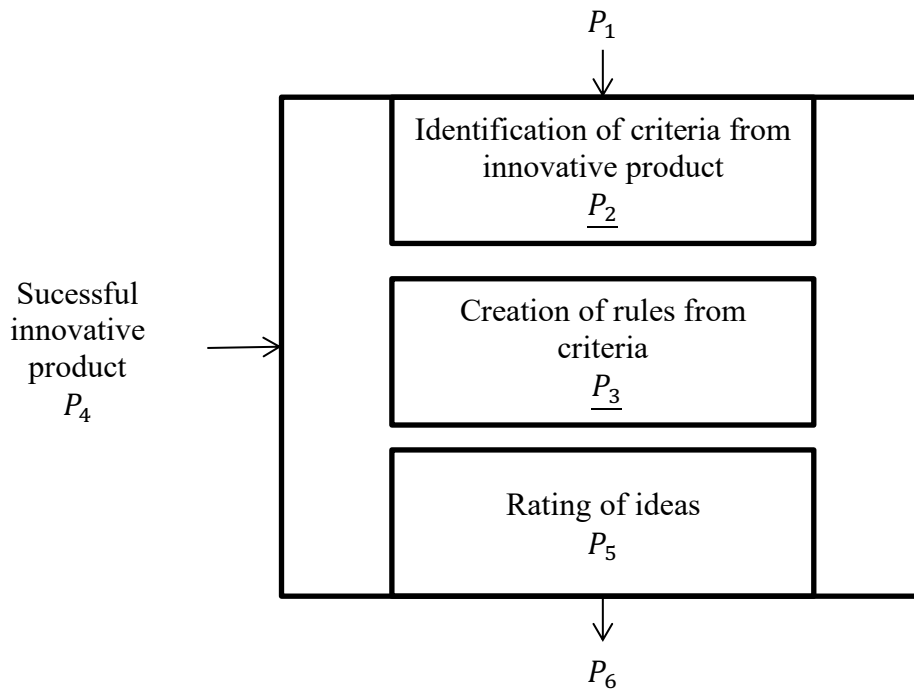 P₁
Identification of criteria from
innovative product
P₂
Creation of rules from
criteria
P₃
Sucessful
innovative
product
P₄
Rating of ideas
P₅
P₆